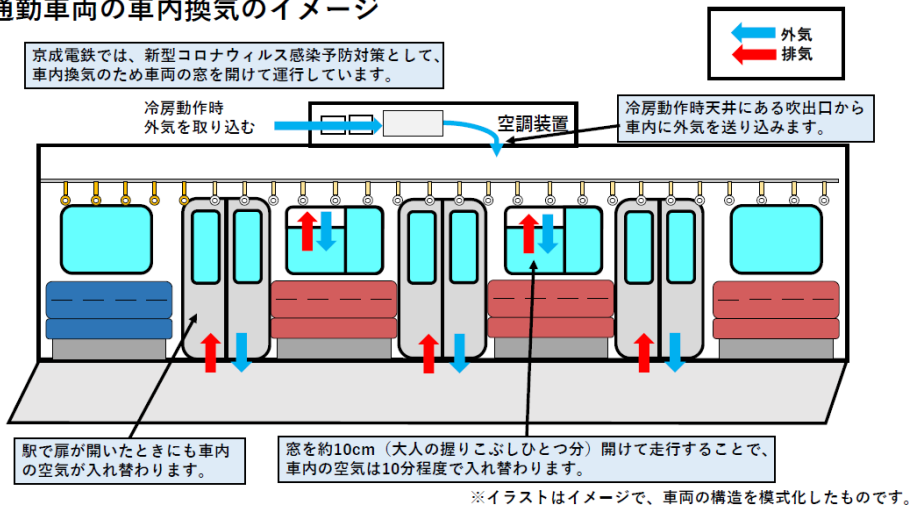 通勤車両の車内換気のイメージ
外気
排気
京成電鉄では、新型コロナウィルス感染予防対策として、
車内換気のため車両の窓を開けて運行しています。
冷房動作時
外気を取り込む
空調装置
冷房動作時天井にある吹出口から
車内に外気を送り込みます。
駅で扉が開いたときにも車内
の空気が入れ替わります。
窓を約10cm（大人の握りこぶしひとつ分）開けて走行することで、
車内の空気は10分程度で入れ替わります。
※イラストはイメージで、車両の構造を模式化したものです。